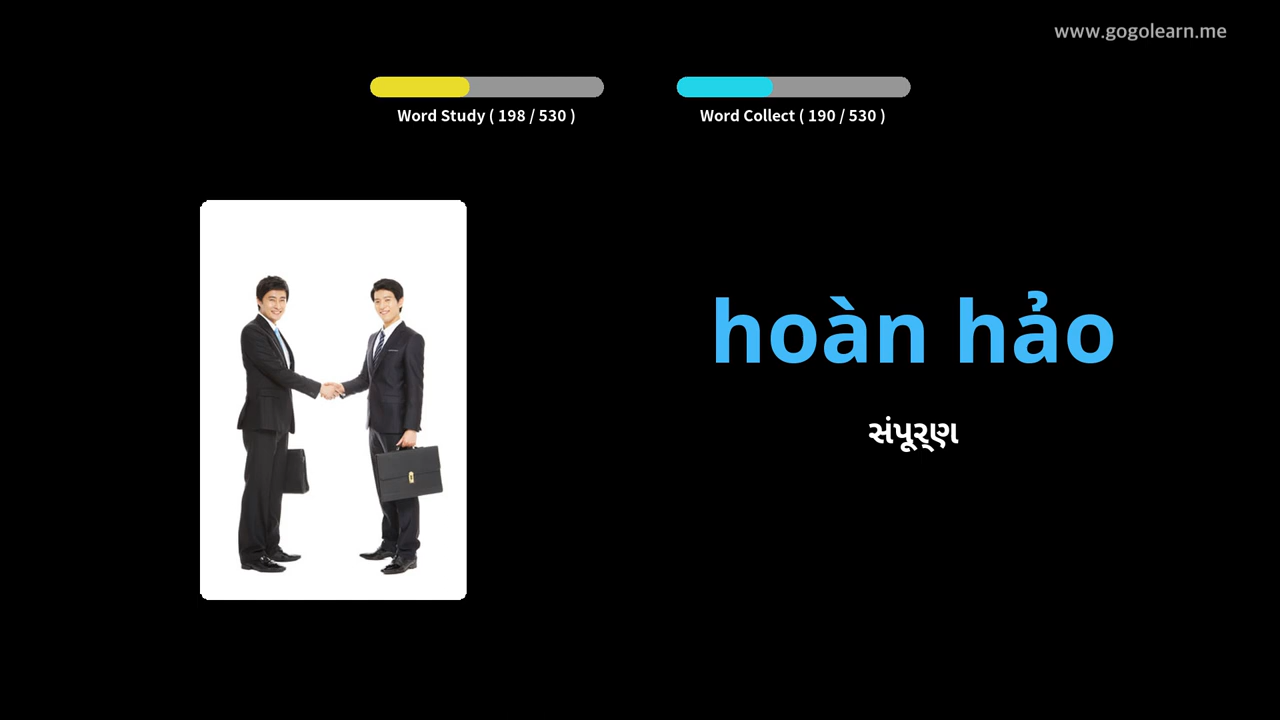 www.gogolearn.me
Word Study ( 198 / 530 )
Word Collect ( 190 / 530 )
hoàn hảo
સંપૂર્ણ